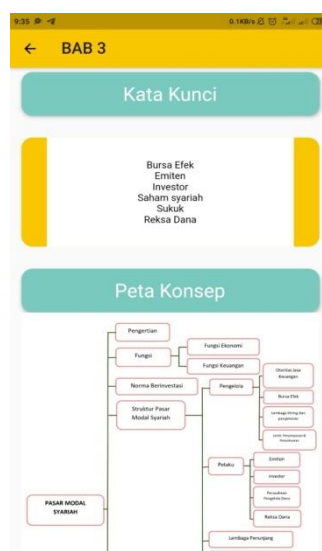 9:35
0.1KB/s
BAB 3
Kata Kunci
Bursa Efek
Emiten
Investor
Saham syariah
Sukuk
Reksa Dana
Peta Konsep
Pengertian
Fungsi
Fungsi Ekonomi
Fungsi Keuangan
Norma Berinvestasi
Struktur Pasar
Modal Syariah
Pengelola
Otoritas Jasa
Keuangan
Bursa Efek
Lembaga Kliring dan
Pelaku
Emiten
Investor
Perusahaan
Pengelola Dana
Reksa Dana
PASAR MODAL
SYARIAH
Lembaga Penunjang